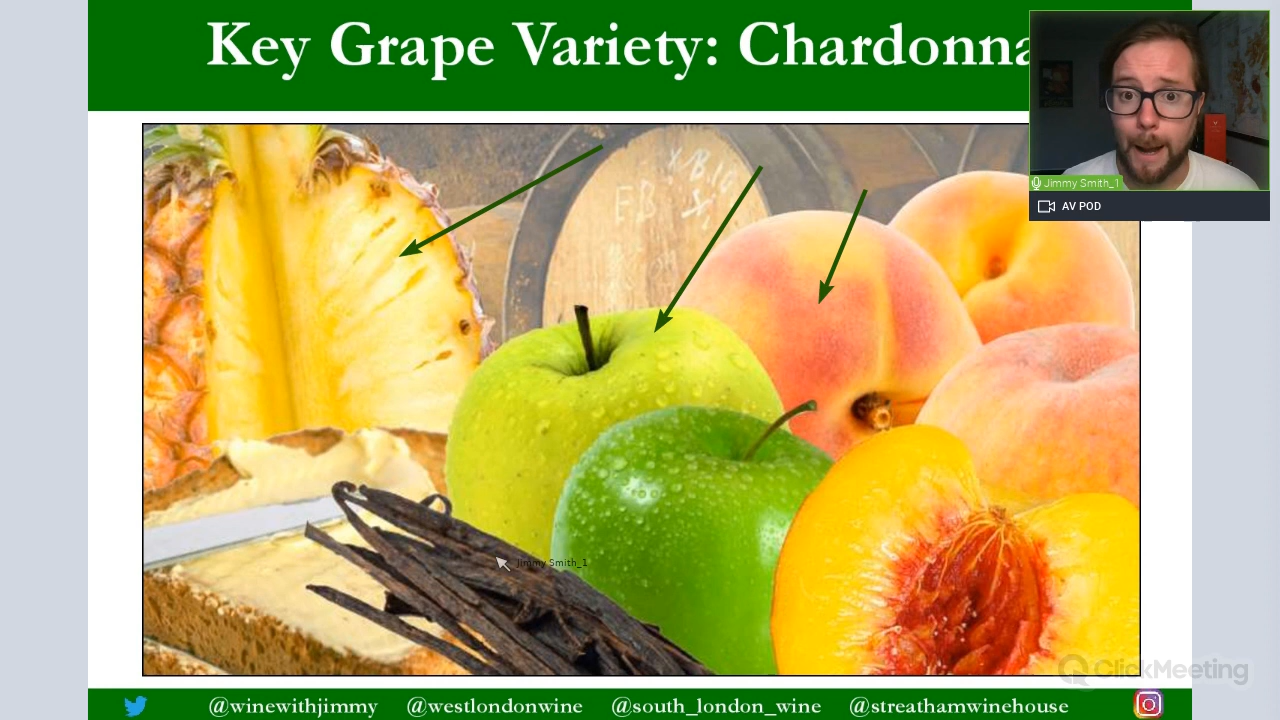 Key Grape Variety: Chardonna
Jimmy Smith_1
AV POD
Jimmy Smith_1
ClickMeeting
@winewithjimmy @westlondonwine @south_london_wine @streathamwinehouse